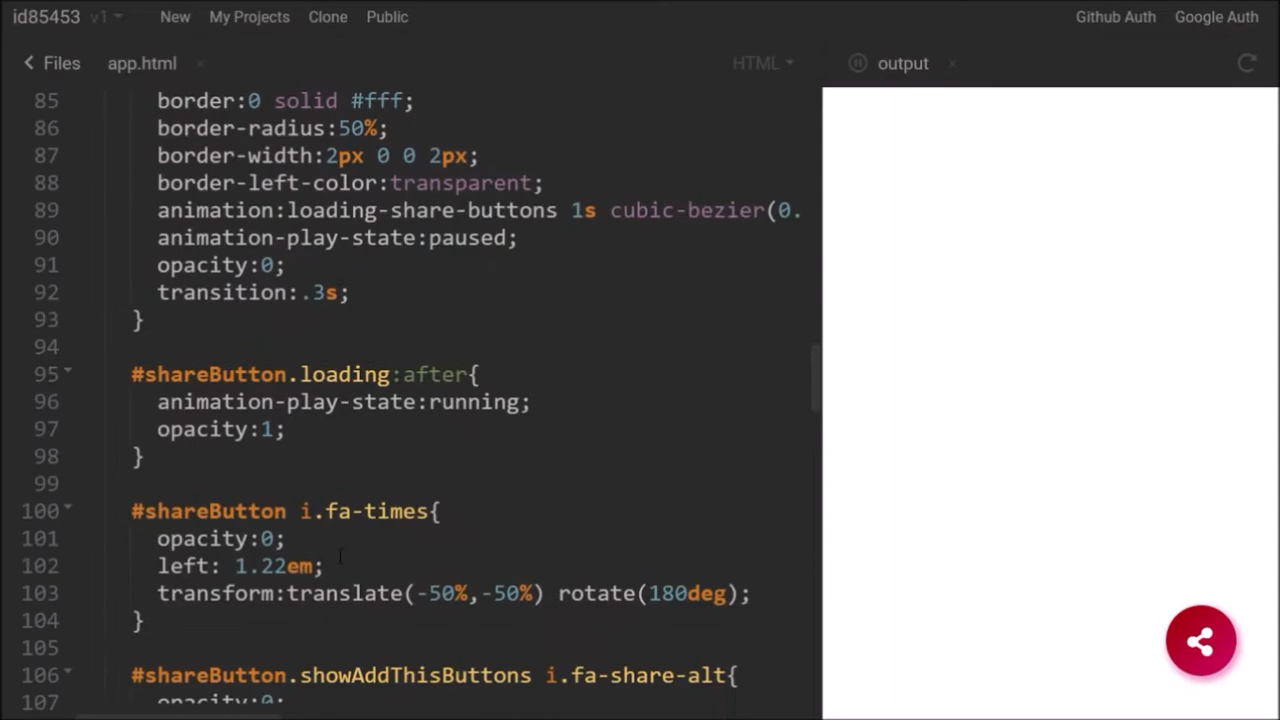 id85453 v1 New My Projects Clone Public Github Auth Google Auth
Files app.html HTML output
85 border:0 solid #fff;
86 border-radius:50%;
87 border-width:2px 0 0 2px;
88 border-left-color:transparent;
89 animation:loading-share-buttons 1s cubic-bezier(0.
90 animation-play-state:paused;
91 opacity:0;
92 transition:.3s;
93 }
94
95 #shareButton.loading:after{
96 animation-play-state:running;
97 opacity:1;
98 }
99
100 #shareButton i.fa-times{
101 opacity:0;
102 left: 1.22em;
103 transform:translate(-50%,-50%) rotate(180deg);
104 }
105
106 #shareButton.showAddThisButtons i.fa-share-alt{
107 opacity:0;